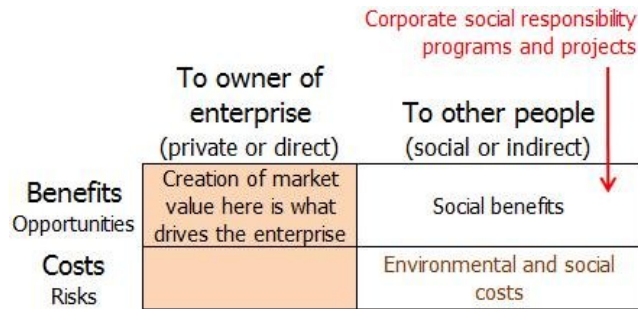 Corporate social responsibility
programs and projects
To owner of
enterprise
(private or direct)
To other people
(social or indirect)
Benefits
Opportunities
Creation of market
value here is what
drives the enterprise
Social benefits
Costs
Risks
Environmental and social
costs